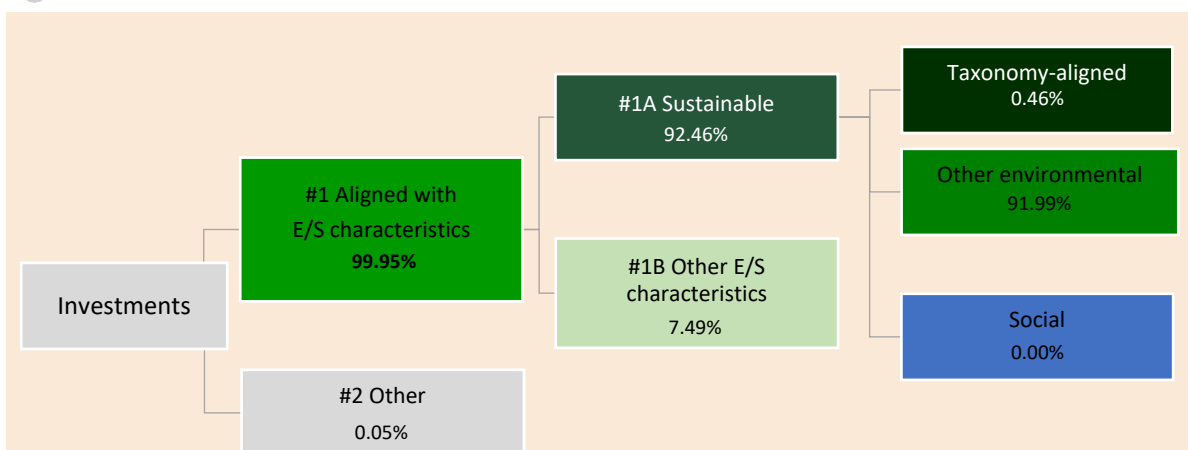 Investments
#1 Aligned with
E/S characteristics
99.95%
#2 Other
0.05%
#1A Sustainable
92.46%
#1B Other E/S
characteristics
7.49%
Taxonomy-aligned
0.46%
Other environmental
91.99%
Social
0.00%